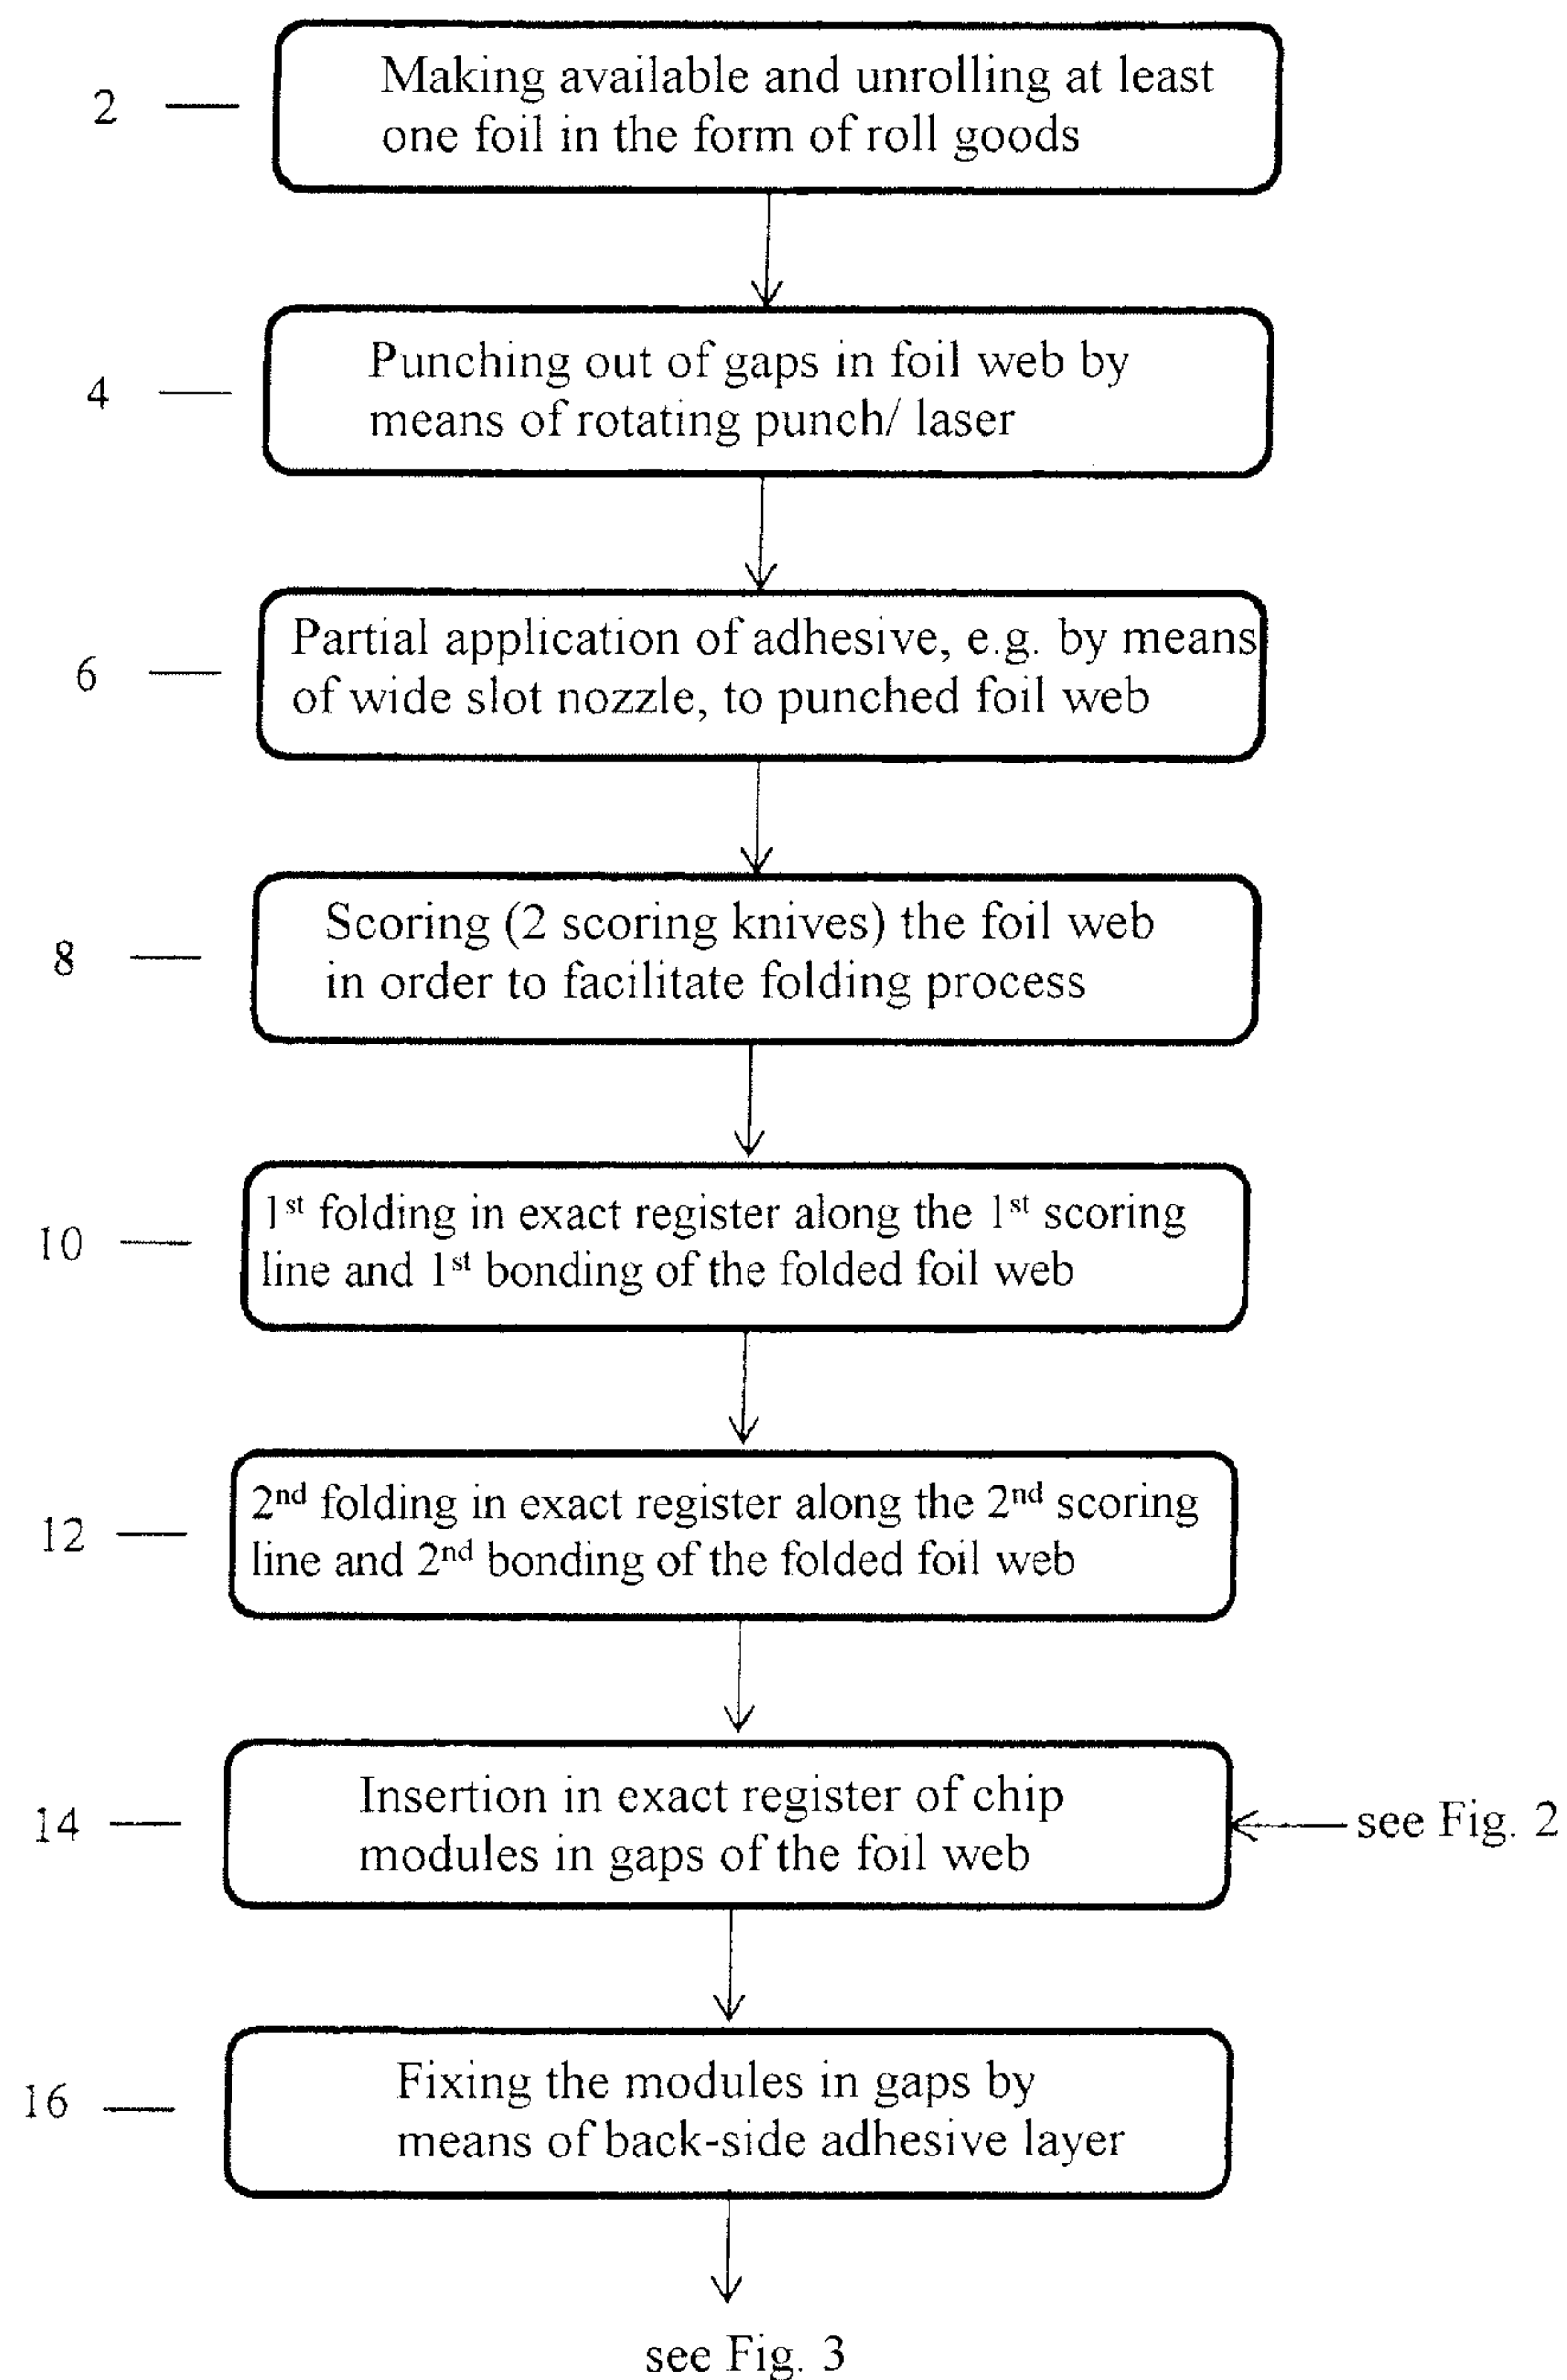 2
Making available and unrolling at least
one foil in the form of roll goods
4
Punching out of gaps in foil web by
means of rotating punch/ laser
6
Partial application of adhesive, e.g. by means
of wide slot nozzle, to punched foil web
8
Scoring (2 scoring knives) the foil web
in order to facilitate folding process
10
1st folding in exact register along the 1st scoring
line and 1st bonding of the folded foil web
12
2nd folding in exact register along the 2nd scoring
line and 2nd bonding of the folded foil web
14
Insertion in exact register of chip
modules in gaps of the foil web
see Fig. 2
16
Fixing the modules in gaps by
means of back-side adhesive layer
see Fig. 3